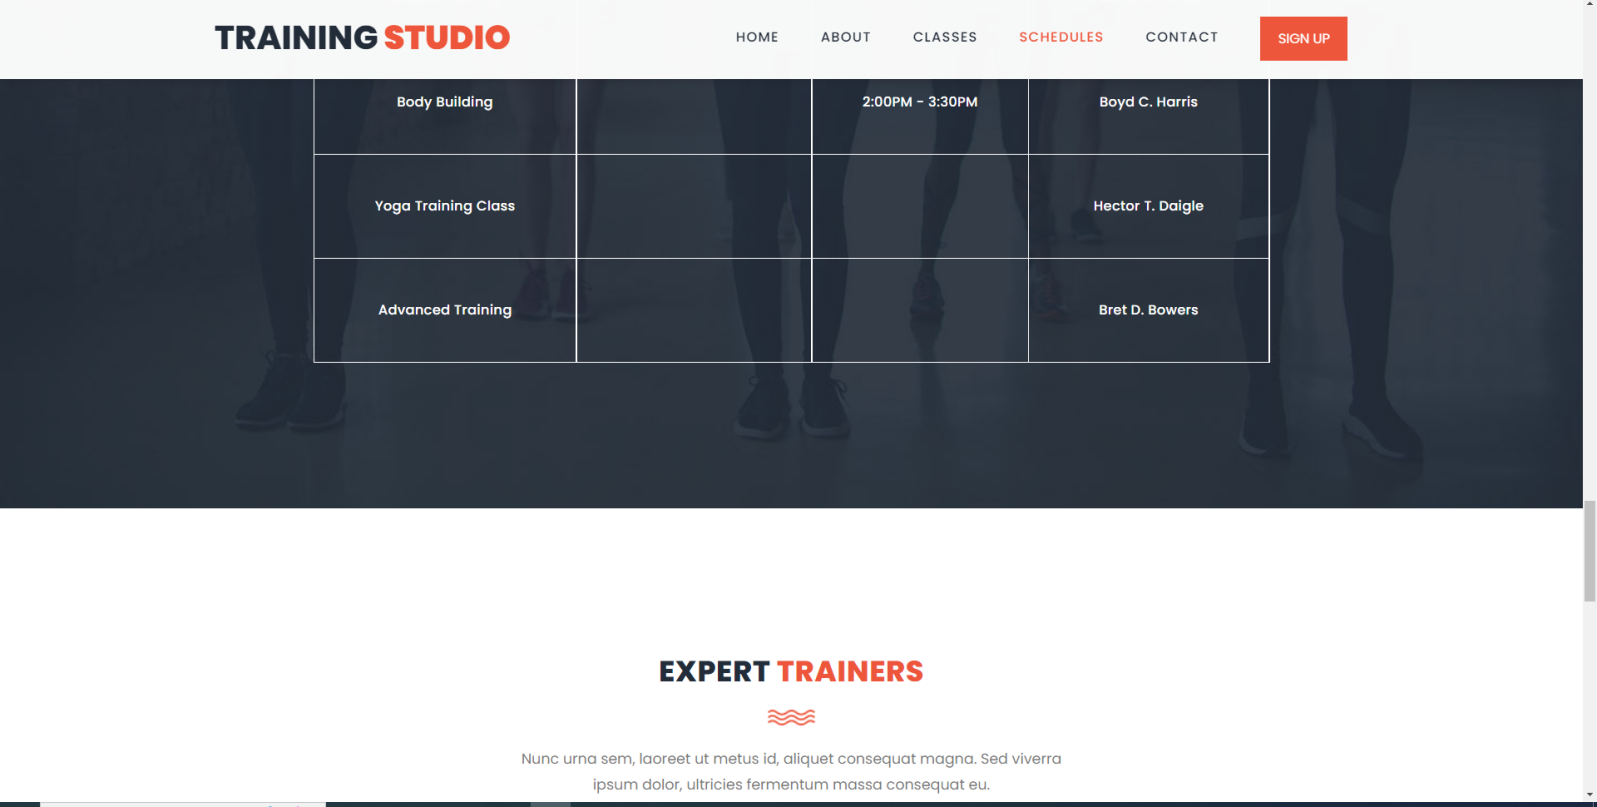 TRAINING STUDIO
HOME ABOUT CLASSES SCHEDULES CONTACT SIGN UP
Body Building 2:00PM - 3:30PM Boyd C. Harris
Yoga Training Class Hector T. Daigle
Advanced Training Bret D. Bowers
EXPERT TRAINERS
Nunc urna sem, laoreet ut metus id, aliquet consequat magna. Sed viverra
ipsum dolor, ultricies fermentum massa consequat eu.